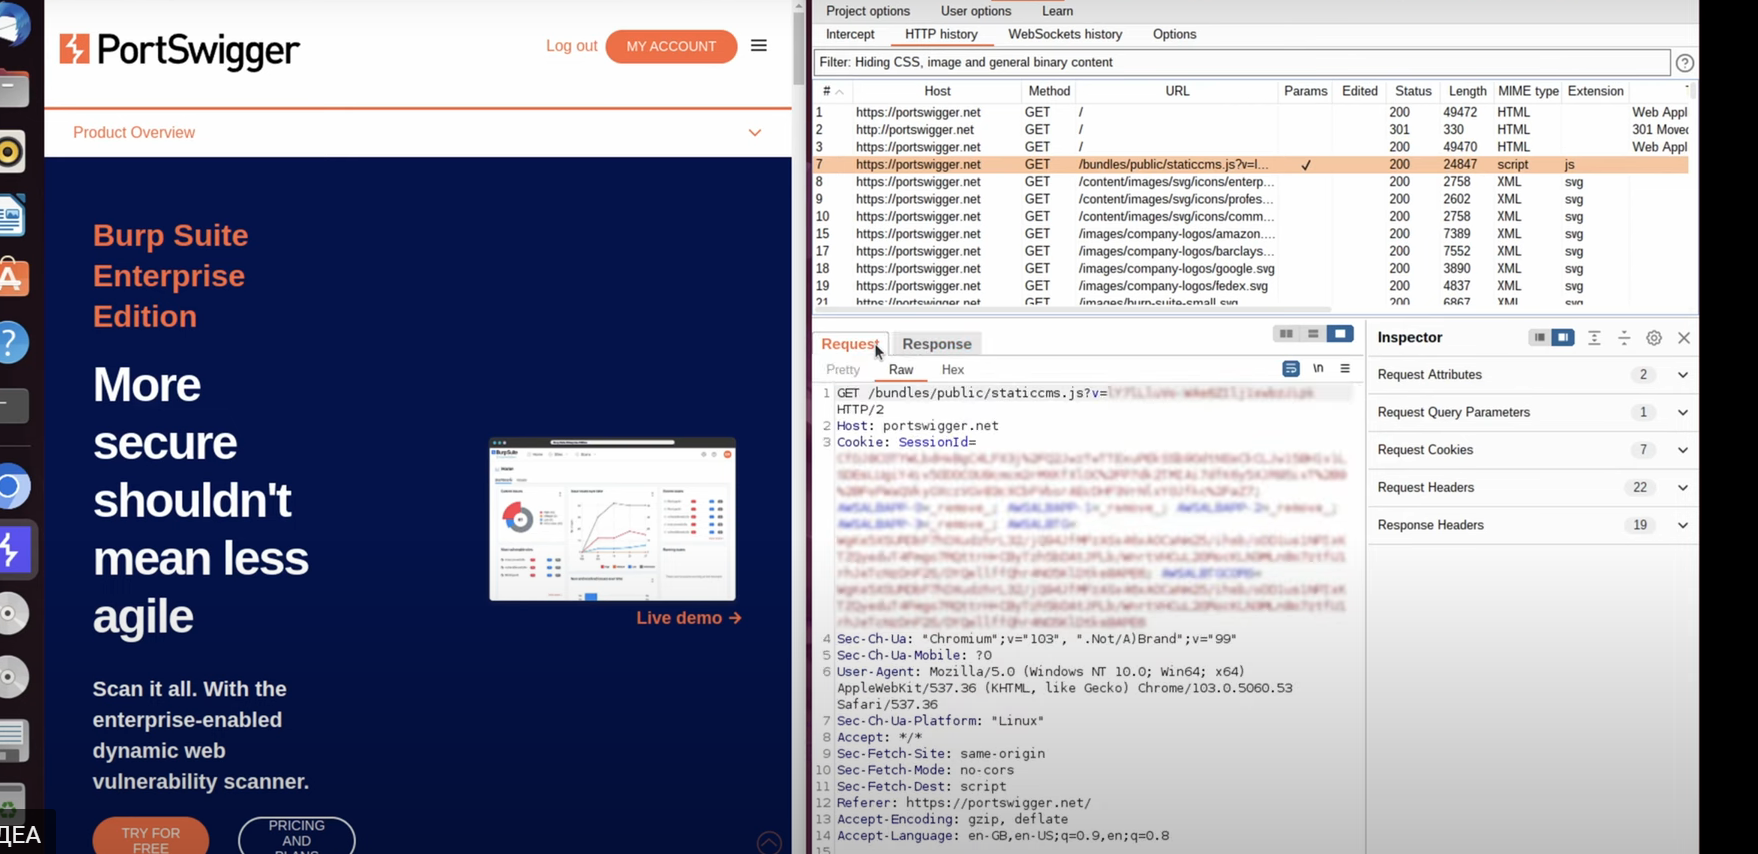 PortSwigger
Log out
MY ACCOUNT
Product Overview
Burp Suite
Enterprise
Edition
More
secure
shouldn't
mean less
agile
Live demo →
Scan it all. With the
enterprise-enabled
dynamic web
vulnerability scanner.
TRY FOR
FREE
PRICING
AND
ДЕА
Project options User options Learn
Intercept HTTP history WebSockets history Options
Filter: Hiding CSS, image and general binary content
# Host Method URL Params Edited Status Length MIME type Extension
1 https://portswigger.net GET / 200 49472 HTML Web Appl
2 http://portswigger.net GET / 301 330 HTML 301 Moved
3 https://portswigger.net GET / 200 49470 HTML Web Appl
7 https://portswigger.net GET /bundles/public/staticcms.js?v=l... ✓ 200 24847 script js
8 https://portswigger.net GET /content/images/svg/icons/enterp... 200 2758 XML svg
9 https://portswigger.net GET /content/images/svg/icons/profes... 200 2602 XML svg
10 https://portswigger.net GET /content/images/svg/icons/comm... 200 2758 XML svg
15 https://portswigger.net GET /images/company-logos/amazon.... 200 7389 XML svg
17 https://portswigger.net GET /images/company-logos/barclays... 200 7552 XML svg
18 https://portswigger.net GET /images/company-logos/google.svg 200 3890 XML svg
19 https://portswigger.net GET /images/company-logos/fedex.svg 200 4837 XML svg
21 https://portswigger.net GET /images/burp-suite-small.svg 200 6867 XML svg
Request Response
Pretty Raw Hex \n
1 GET /bundles/public/staticcms.js?v=
HTTP/2
2 Host: portswigger.net
3 Cookie: SessionId=
4 Sec-Ch-Ua: "Chromium";v="103", ".Not/A)Brand";v="99"
5 Sec-Ch-Ua-Mobile: ?0
6 User-Agent: Mozilla/5.0 (Windows NT 10.0; Win64; x64)
AppleWebKit/537.36 (KHTML, like Gecko) Chrome/103.0.5060.53
Safari/537.36
7 Sec-Ch-Ua-Platform: "Linux"
8 Accept: */*
9 Sec-Fetch-Site: same-origin
10 Sec-Fetch-Mode: no-cors
11 Sec-Fetch-Dest: script
12 Referer: https://portswigger.net/
13 Accept-Encoding: gzip, deflate
14 Accept-Language: en-GB,en-US;q=0.9,en;q=0.8
15
Inspector
Request Attributes 2
Request Query Parameters 1
Request Cookies 7
Request Headers 22
Response Headers 19